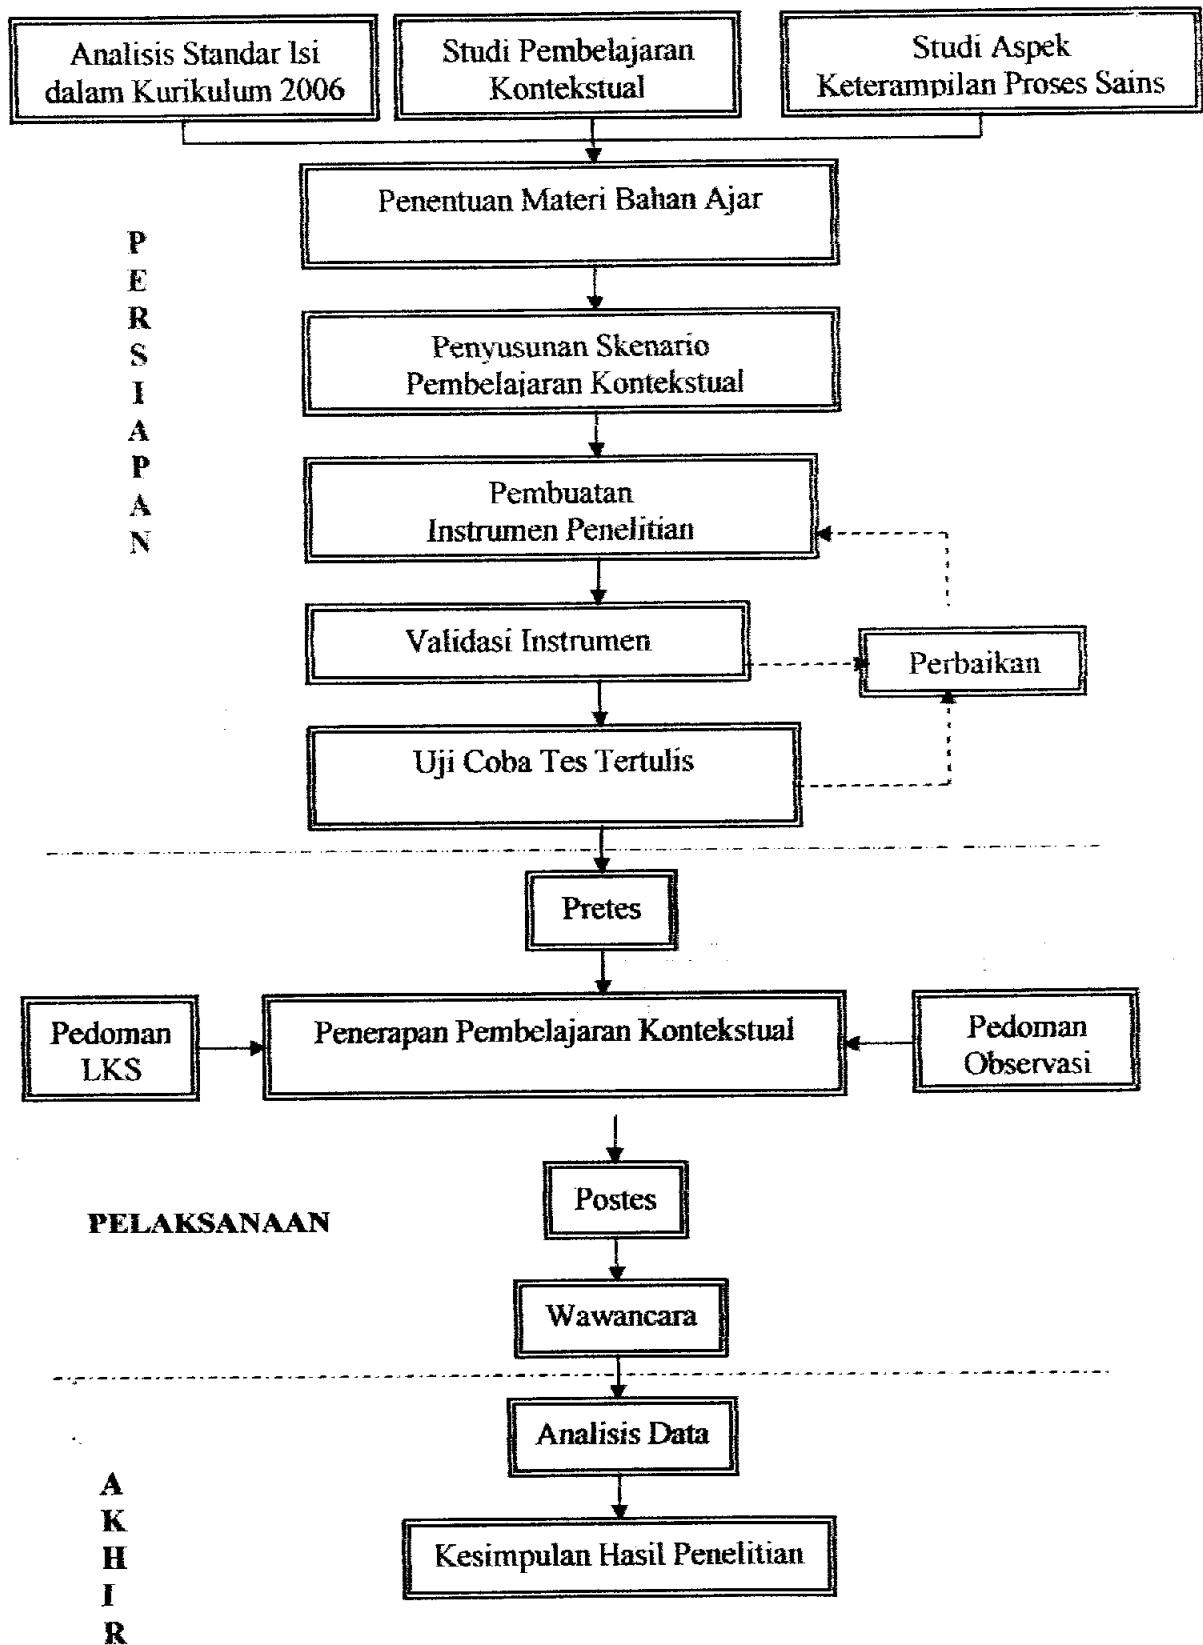 Analisis Standar Isi
dalam Kurikulum 2006
Studi Pembelajaran
Kontekstual
Studi Aspek
Keterampilan Proses Sains
Penentuan Materi Bahan Ajar
P
E
R
S
I
A
P
A
N
Penyusunan Skenario
Pembelajaran Kontekstual
Pembuatan
Instrumen Penelitian
Validasi Instrumen
Perbaikan
Uji Coba Tes Tertulis
Pretes
Pedoman
LKS
Penerapan Pembelajaran Kontekstual
Pedoman
Observasi
Postes
PELAKSANAAN
Wawancara
Analisis Data
A
K
H
I
R
Kesimpulan Hasil Penelitian